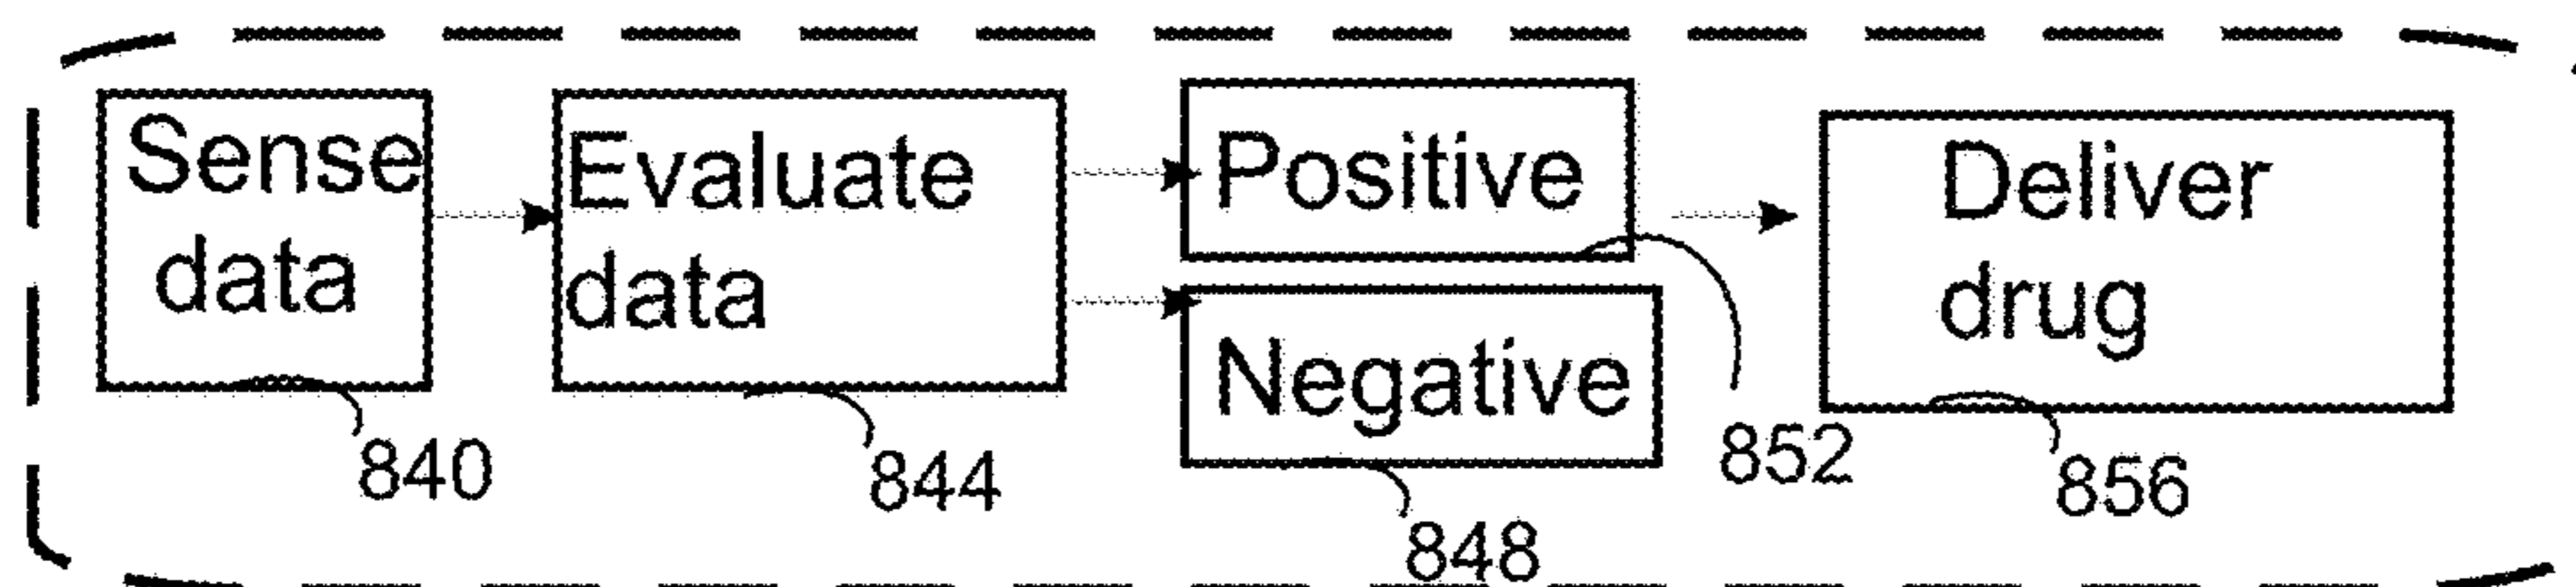 Sense
data
840
Evaluate
data
844
Positive
852
Negative
848
Deliver
drug
856